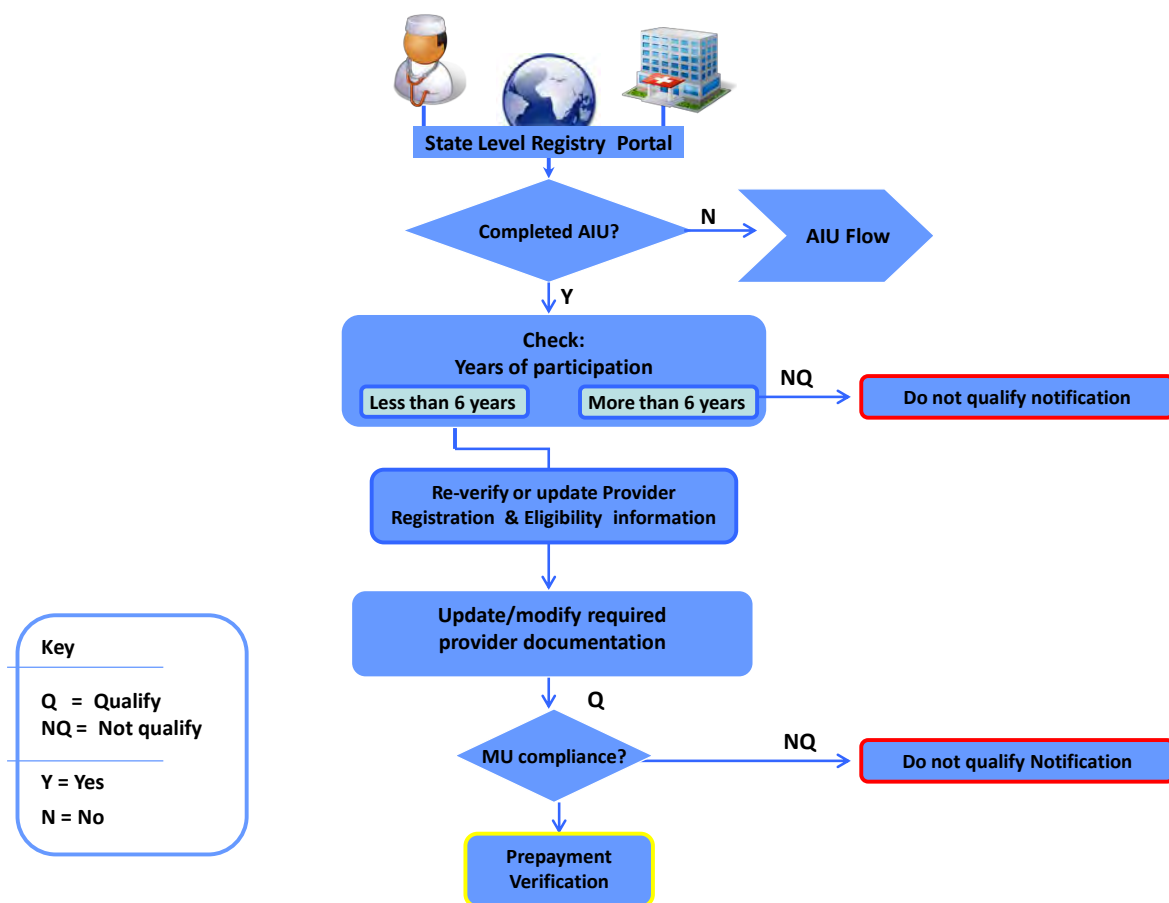 State Level Registry Portal
Completed AIU?
N
AIU Flow
Y
Check:
Years of participation
Less than 6 years
More than 6 years
NQ
Do not qualify notification
Re-verify or update Provider
Registration & Eligibility information
Update/modify required
provider documentation
Q
MU compliance?
NQ
Do not qualify Notification
Prepayment
Verification
Key
Q = Qualify
NQ = Not qualify
Y = Yes
N = No